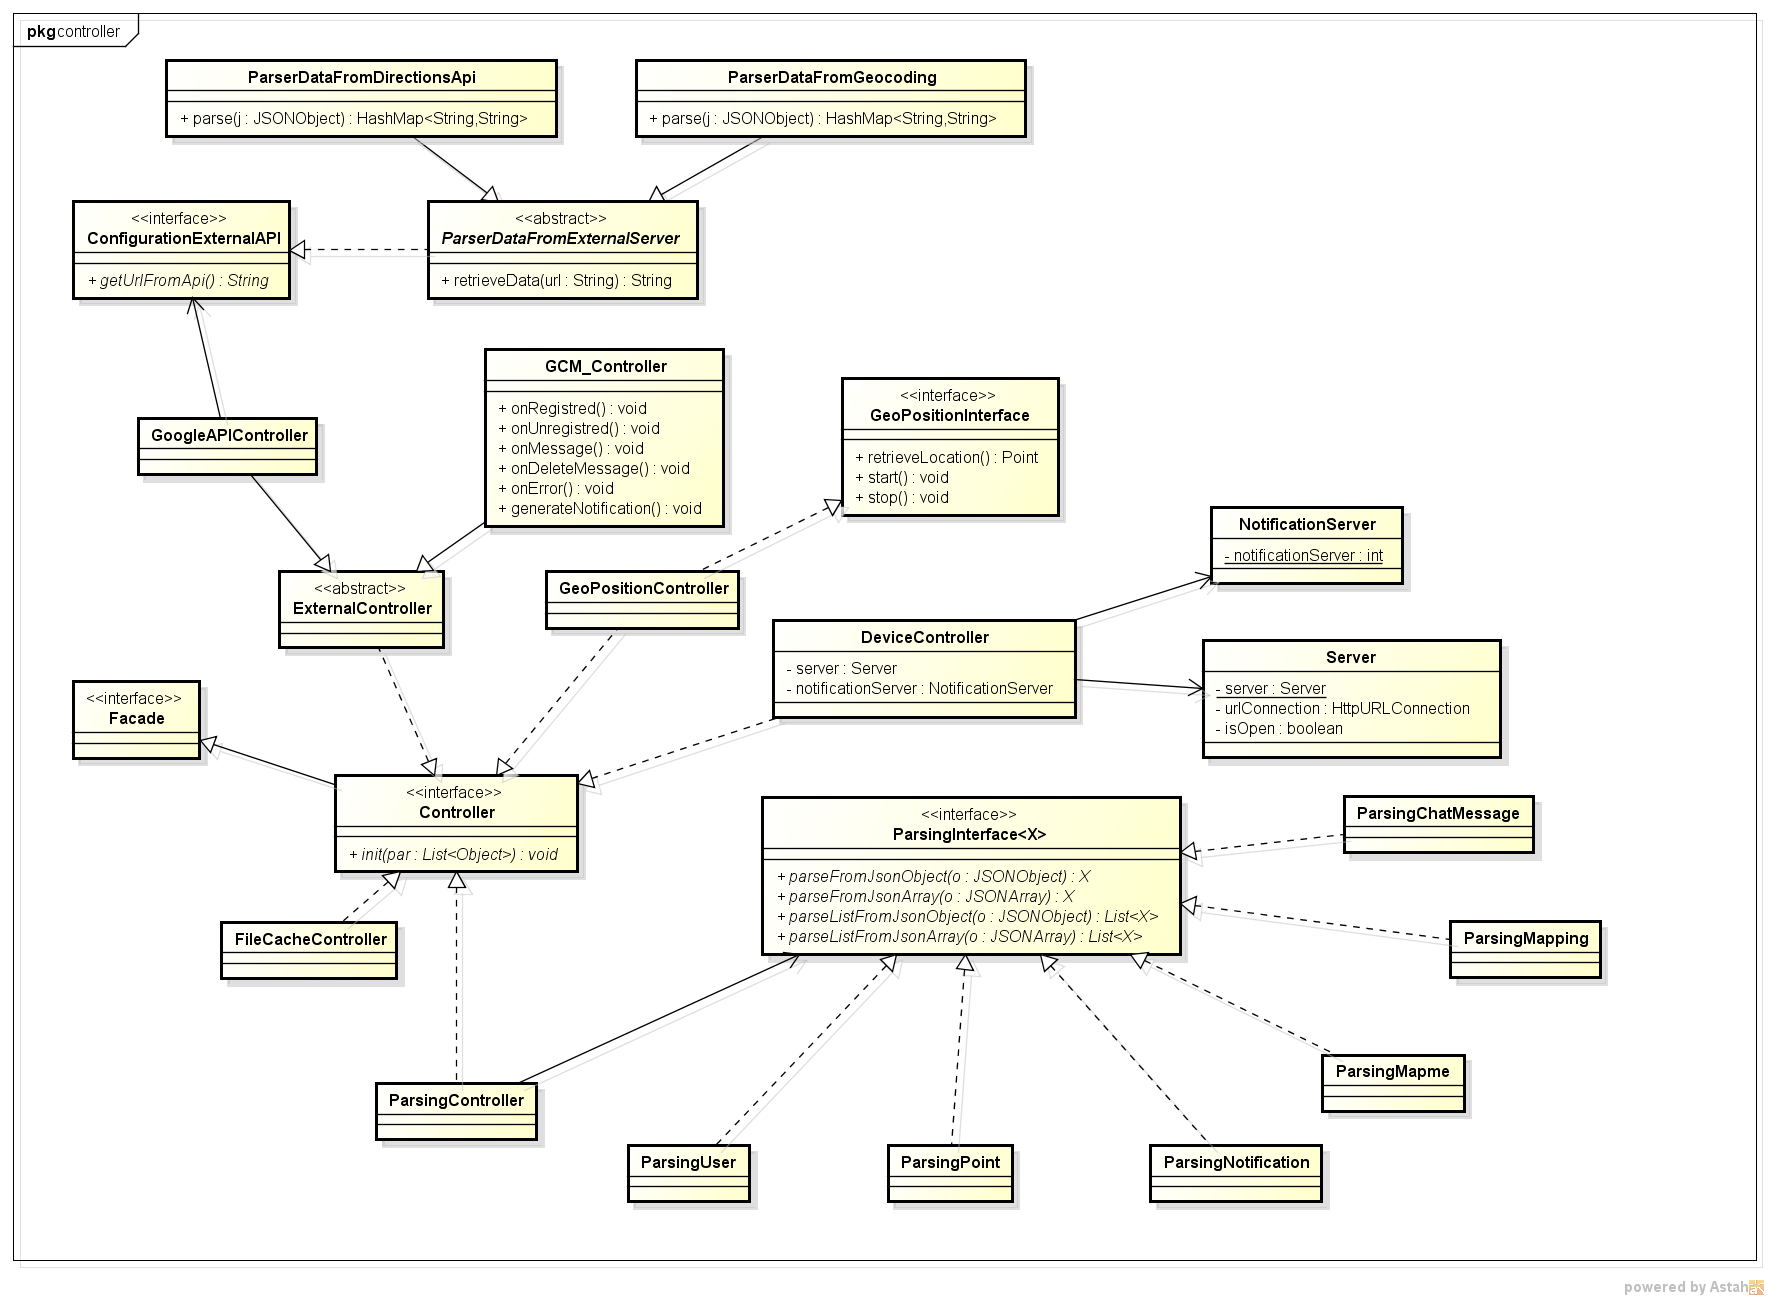 pkg controller
ParserDataFromDirectionsApi
+ parse(j : JSONObject) : HashMap<String,String>
ParserDataFromGeocoding
+ parse(j : JSONObject) : HashMap<String,String>
<<interface>>
ConfigurationExternalAPI
+ getUrlFromApi() : String
<<abstract>>
ParserDataFromExternalServer
+ retrieveData(url : String) : String
GCM_Controller
+ onRegistred() : void
+ onUnregistred() : void
+ onMessage() : void
+ onDeleteMessage() : void
+ onError() : void
+ generateNotification() : void
<<interface>>
GeoPositionInterface
+ retrieveLocation() : Point
+ start() : void
+ stop() : void
GoogleAPIController
NotificationServer
- notificationServer : int
<<abstract>>
ExternalController
GeoPositionController
DeviceController
- server : Server
- notificationServer : NotificationServer
Server
- server : Server
- urlConnection : HttpURLConnection
- isOpen : boolean
<<interface>>
Facade
<<interface>>
Controller
+ init(par : List<Object>) : void
<<interface>>
ParsingInterface<X>
+ parseFromJsonObject(o : JSONObject) : X
+ parseFromJsonArray(o : JSONArray) : X
+ parseListFromJsonObject(o : JSONObject) : List<X>
+ parseListFromJsonArray(o : JSONArray) : List<X>
ParsingChatMessage
FileCacheController
ParsingMapping
ParsingMapme
ParsingController
ParsingUser
ParsingPoint
ParsingNotification
powered by Astah